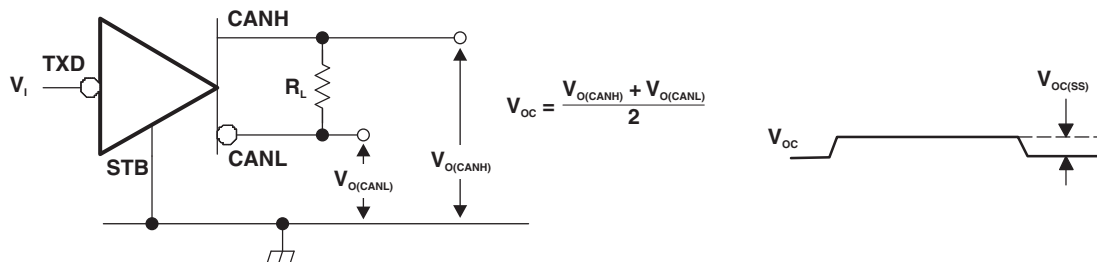 CANH
TXD
V_I
R_L
CANL
STB
V_O(CANL)
V_O(CANH)
V_OC = V_O(CANH) + V_O(CANL)
2
V_OC(SS)
V_OC